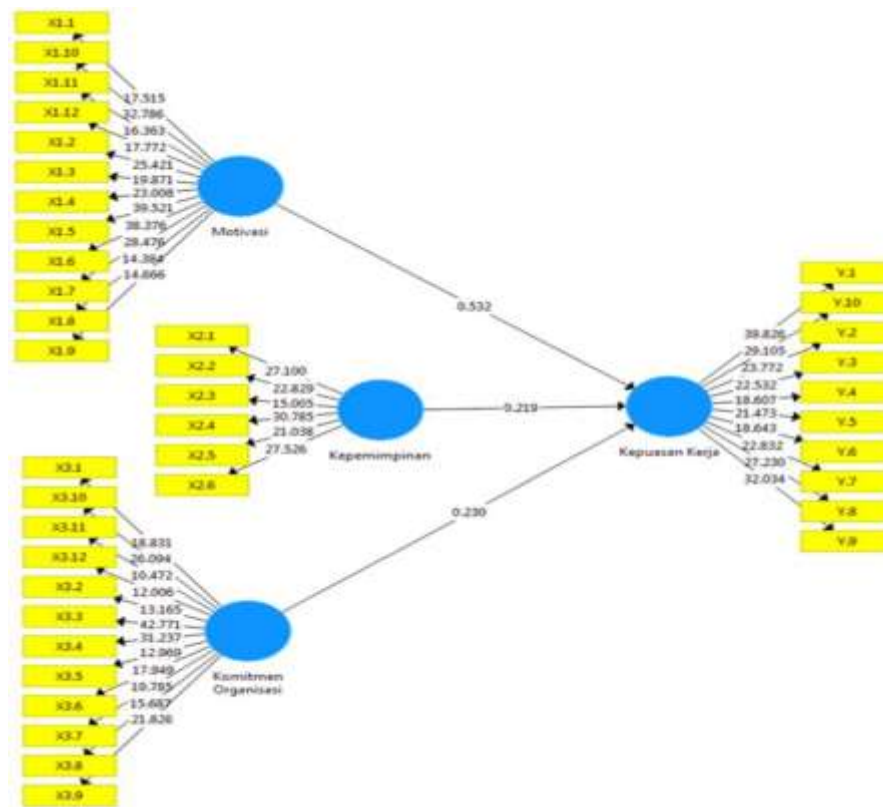 X1.1
X1.10
X1.11
X1.12
X1.2
X1.3
X1.4
X1.5
X1.6
X1.7
X1.8
X1.9
17.515
32.786
16.363
17.772
25.421
19.871
23.008
39.521
38.376
28.476
14.384
14.666
Motivasi
0.532
X2.1
X2.2
X2.3
X2.4
X2.5
X2.6
27.100
22.829
15.005
30.785
21.038
27.526
Kepemimpinan
0.219
X3.1
X3.10
X3.11
X3.12
X3.2
X3.3
X3.4
X3.5
X3.6
X3.7
X3.8
X3.9
18.831
26.094
10.472
12.006
13.165
42.771
31.237
12.969
17.949
19.785
15.687
21.826
Komitmen
Organisasi
0.230
Kepuasan Kerja
39.826
29.105
23.772
22.532
18.607
21.473
18.643
22.832
27.230
32.034
Y.1
Y.10
Y.2
Y.3
Y.4
Y.5
Y.6
Y.7
Y.8
Y.9